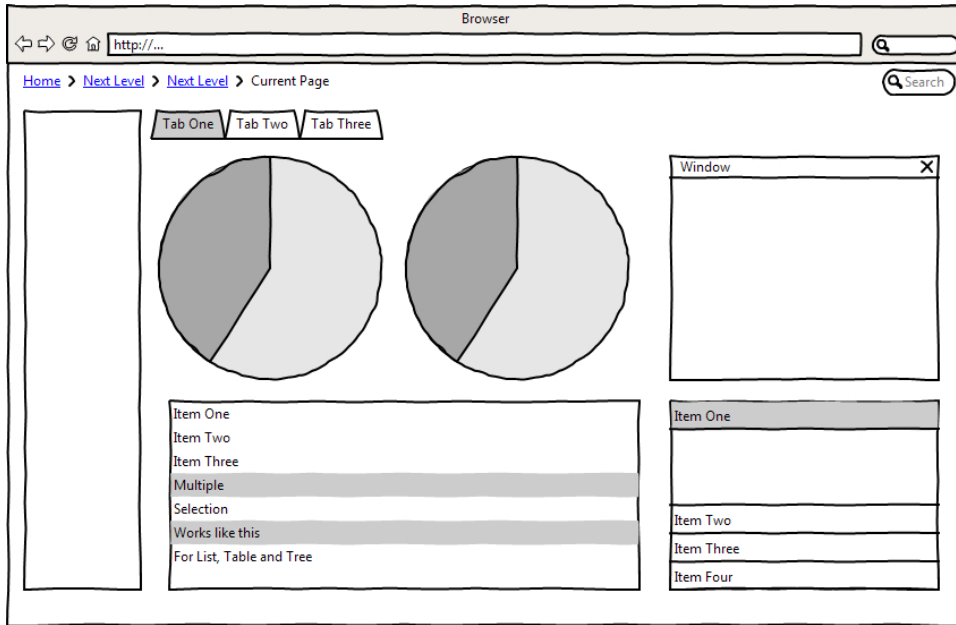 Browser
http://...
Home Next Level Next Level Current Page
Search
Tab One Tab Two Tab Three
Window
Item One
Item Two
Item Three
Multiple
Selection
Works like this
For List, Table and Tree
Item One
Item Two
Item Three
Item Four